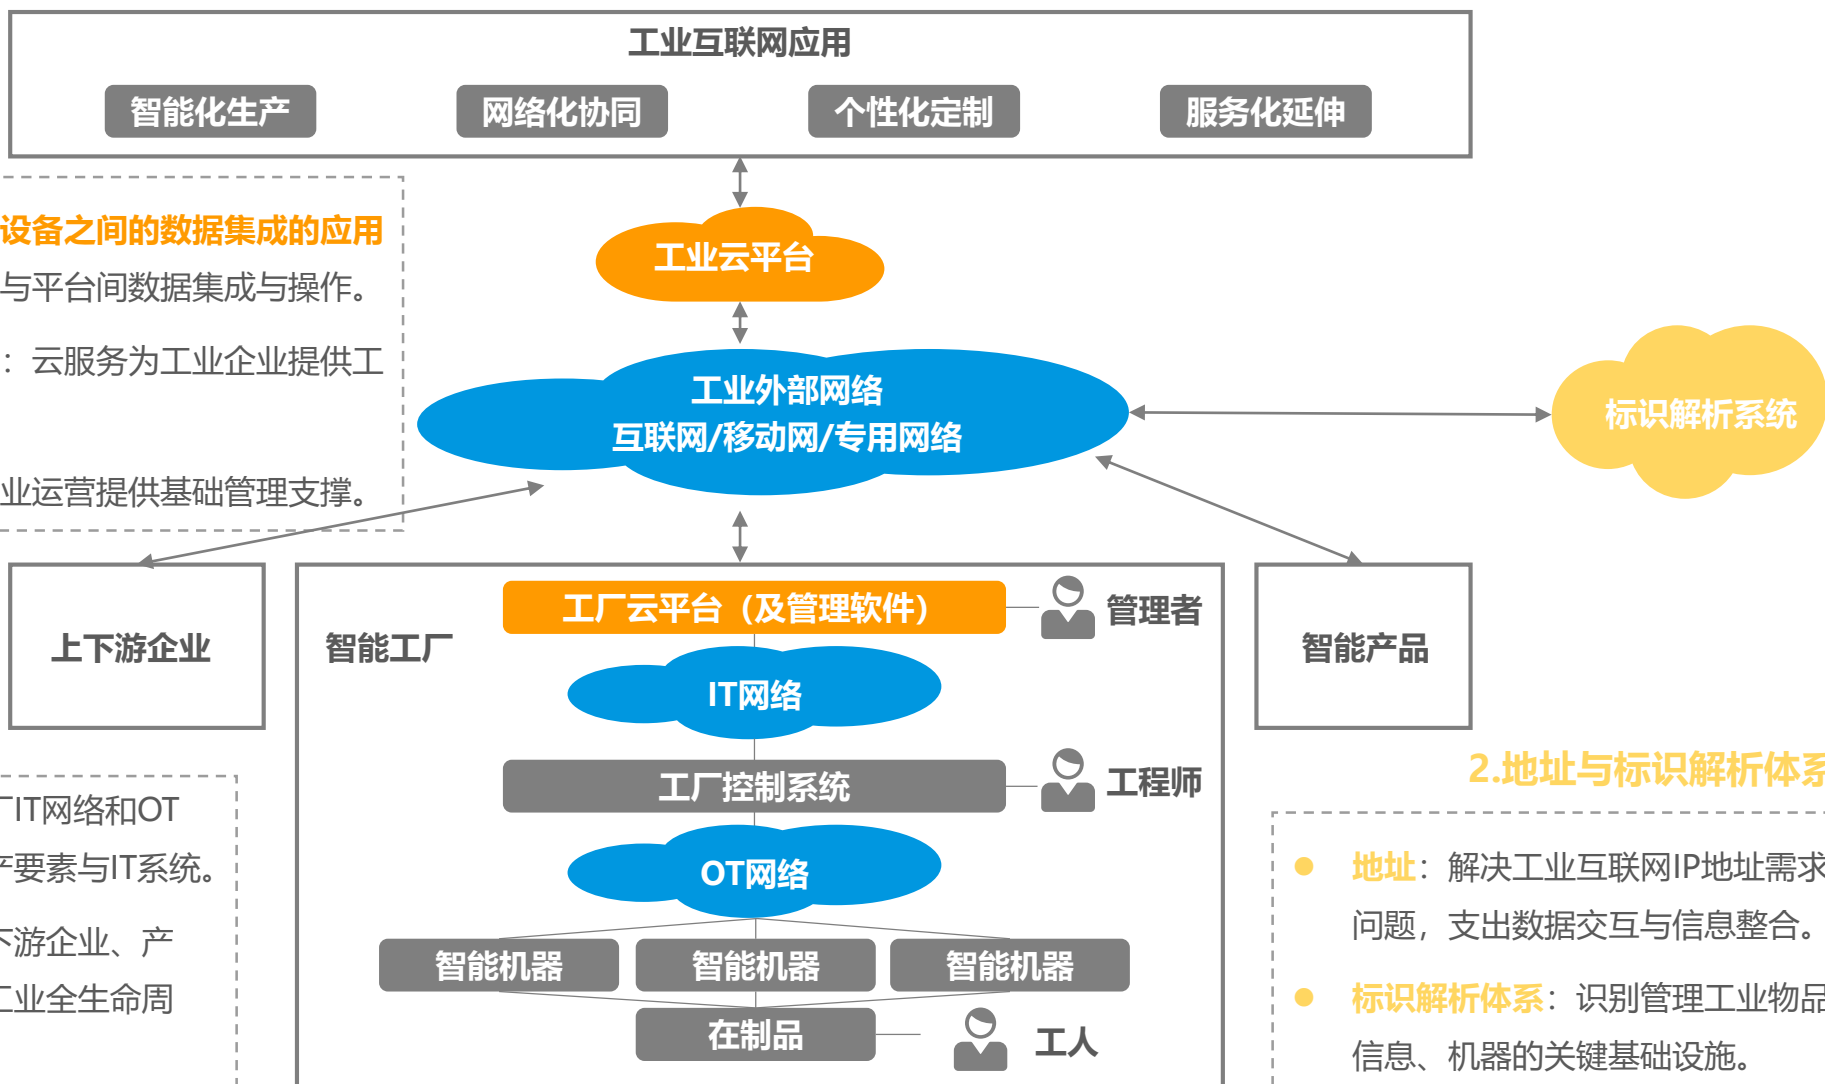 工业互联网应用
智能化生产
网络化协同
个性化定制
服务化延伸
设备之间的数据集成的应用
与平台间数据集成与操作。
：云服务为工业企业提供工
业运营提供基础管理支撑。
工业云平台
工业外部网络
互联网/移动网/专用网络
标识解析系统
上下游企业
智能工厂
工厂云平台（及管理软件）
管理者
IT网络
工厂控制系统
工程师
OT网络
智能机器
智能机器
智能机器
在制品
工人
智能产品
IT网络和OT
要素与IT系统。
游企业、产
工业全生命周
2.地址与标识解析体系
地址：解决工业互联网IP地址需求
问题，支出数据交互与信息整合。
标识解析体系：识别管理工业物品
信息、机器的关键基础设施。